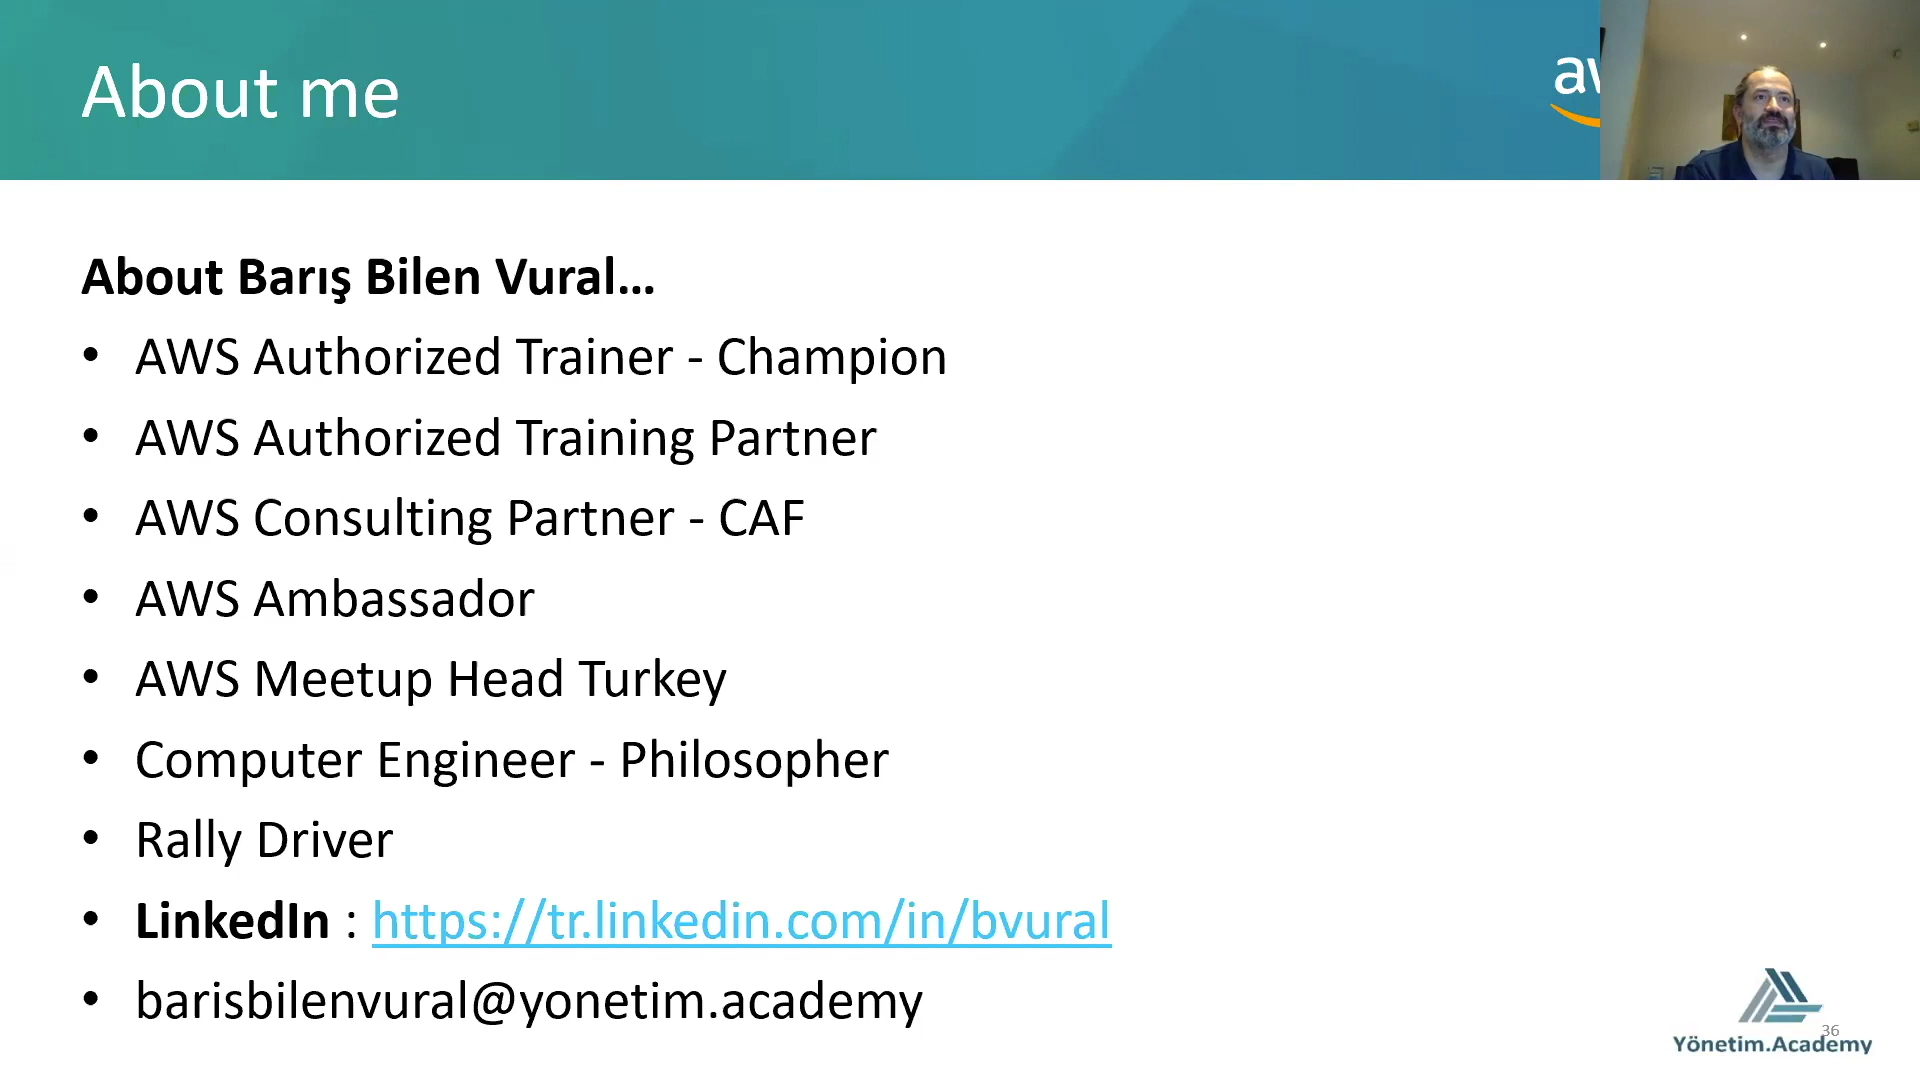 About me
About Barış Bilen Vural...
• AWS Authorized Trainer - Champion
• AWS Authorized Training Partner
• AWS Consulting Partner - CAF
• AWS Ambassador
• AWS Meetup Head Turkey
• Computer Engineer - Philosopher
• Rally Driver
• LinkedIn : https://tr.linkedin.com/in/bvural
• barisbilenvural@yonetim.academy
36
Yönetim.Academy